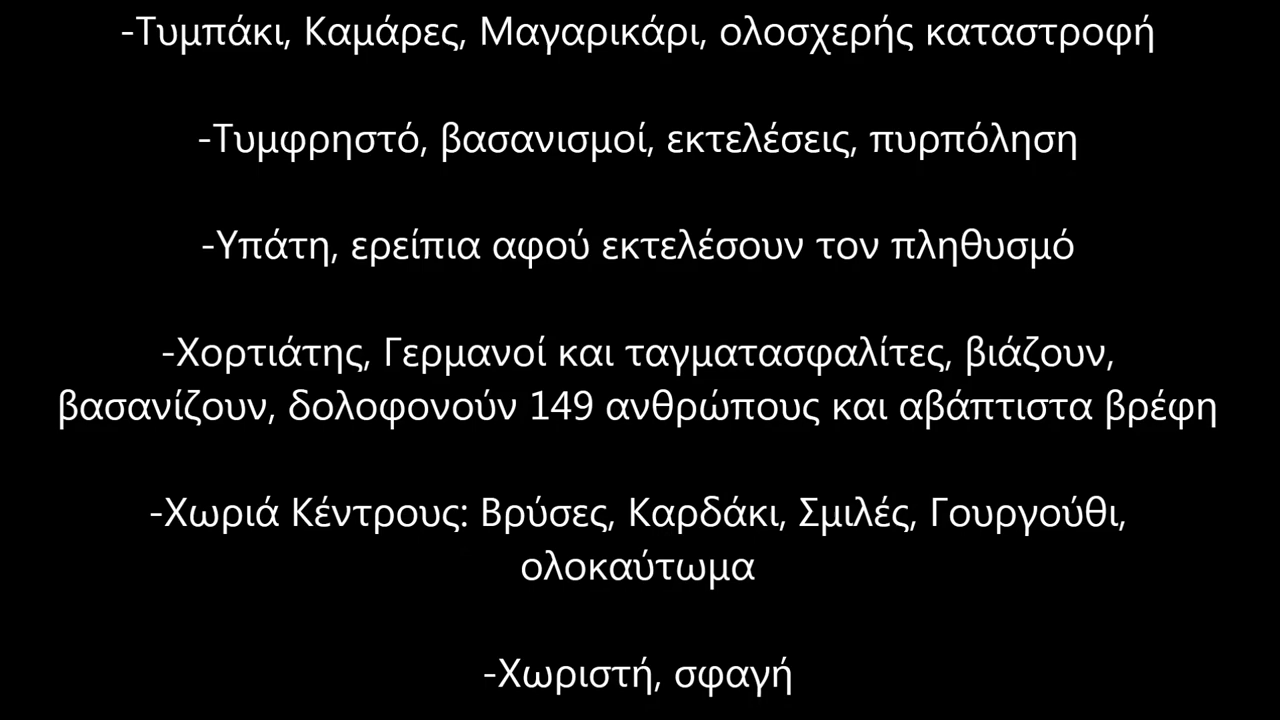 -Τυμπάκι, Καμάρες, Μαγαρικάρι, ολοσχερής καταστροφή
-Τυμφρηστό, βασανισμοί, εκτελέσεις, πυρπόληση
-Υπάτη, ερείπια αφού εκτελέσουν τον πληθυσμό
-Χορτιάτης, Γερμανοί και ταγματασφαλίτες, βιάζουν,
βασανίζουν, δολοφονούν 149 ανθρώπους και αβάπτιστα βρέφη
-Χωριά Κέντρους: Βρύσες, Καρδάκι, Σμιλές, Γουργούθι,
ολοκαύτωμα
-Χωριστή, σφαγή